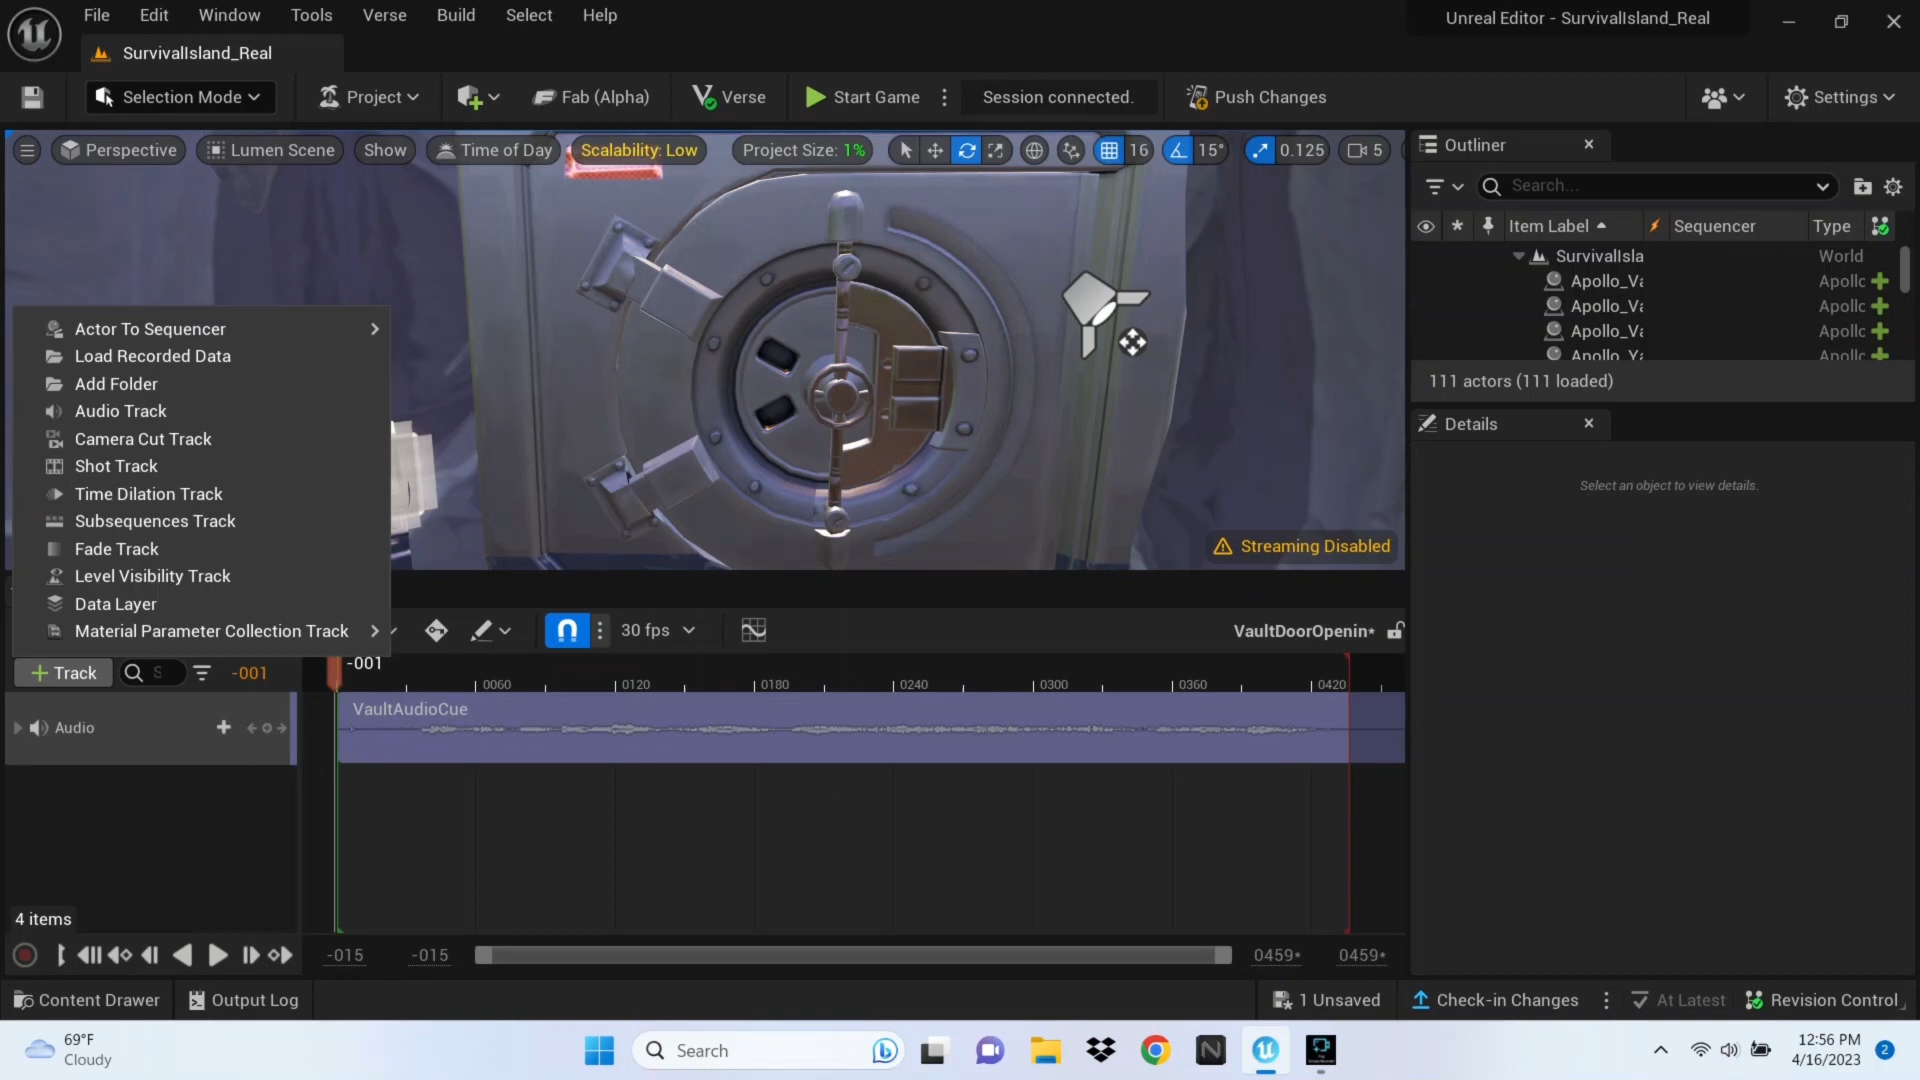 File Edit Window Tools Verse Build Select Help
Unreal Editor - SurvivalIsland_Real
SurvivalIsland_Real
Selection Mode
Project
Fab (Alpha)
Verse
Start Game
Session connected.
Push Changes
Settings
Perspective
Lumen Scene
Show
Time of Day
Scalability: Low
Project Size: 1%
16
15°
0.125
5
Outliner
Search...
Item Label
Sequencer
Type
SurvivalIsla
World
Apollo_Va
Apollo
Apollo_Va
Apollo
Apollo_Va
Apollo
111 actors (111 loaded)
Details
Select an object to view details.
Streaming Disabled
Actor To Sequencer
Load Recorded Data
Add Folder
Audio Track
Camera Cut Track
Shot Track
Time Dilation Track
Subsequences Track
Fade Track
Level Visibility Track
Data Layer
Material Parameter Collection Track
30 fps
VaultDoorOpenin*
Track
S
-001
-001
0060 0120 0180 0240 0300 0360 0420
Audio
VaultAudioCue
4 items
-015
-015
0459*
0459*
Content Drawer
Output Log
1 Unsaved
Check-in Changes
At Latest
Revision Control
69°F
Cloudy
Search
12:56 PM
4/16/2023
2